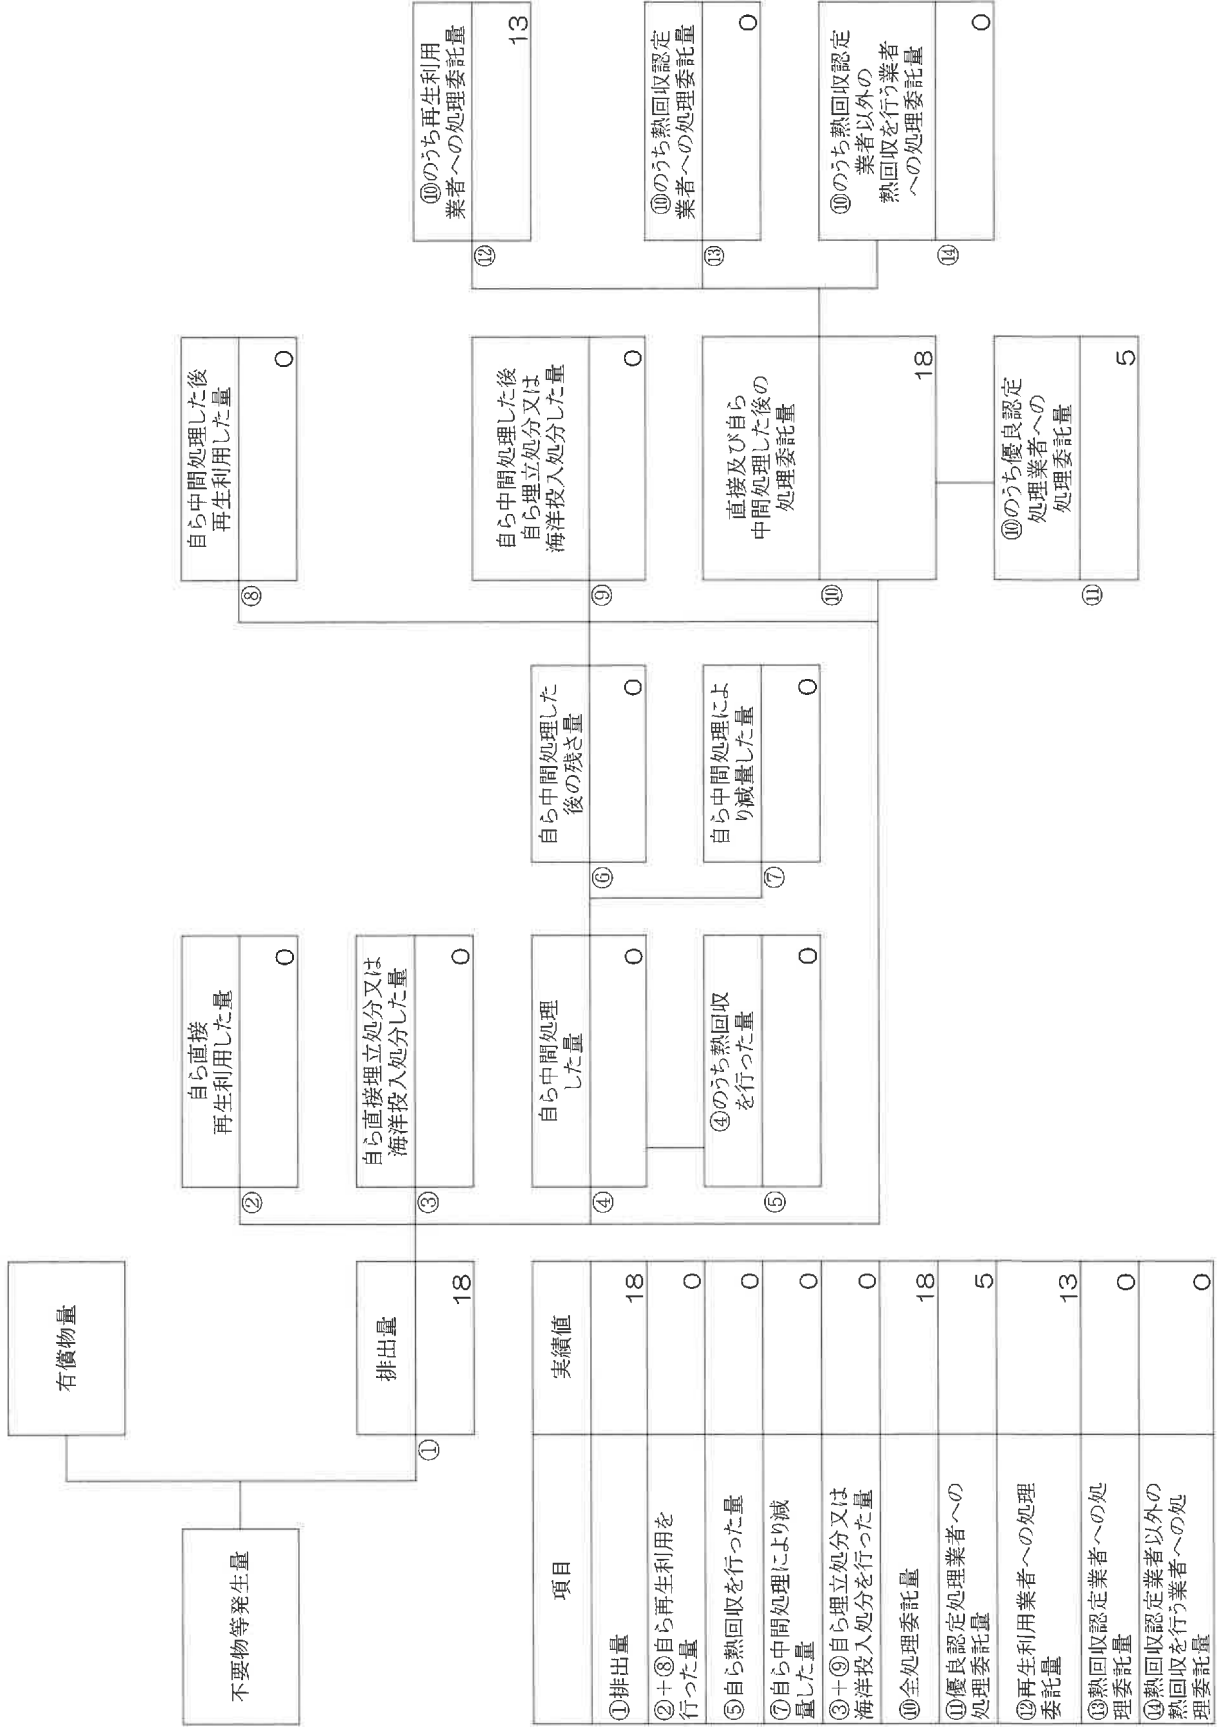 不要物等発生量
有償物量
①
排出量
18
②
自ら直接
再生利用した量
0
③
自ら直接埋立処分又は
海洋投入処分した量
0
④
自ら中間処理
した量
0
⑤
④のうち熱回収
を行った量
0
⑥
自ら中間処理した
後の残さ量
0
⑦
自ら中間処理によ
り減量した量
0
⑧
自ら中間処理した後
再生利用した量
0
⑨
自ら中間処理した後
自ら埋立処分又は
海洋投入処分した量
0
⑩
直接及び自ら
中間処理した後の
処理委託量
18
⑪
⑩のうち優良認定
処理業者への
処理委託量
5
⑫
⑩のうち再生利用
業者への処理委託量
13
⑬
⑩のうち熱回収認定
業者への処理委託量
0
⑭
⑩のうち熱回収認定
業者以外の
熱回収を行う業者
への処理委託量
0
項目 実績値
①排出量 18
②+⑧自ら再生利用を
行った量 0
⑤自ら熱回収を行った量 0
⑦自ら中間処理により減
量した量 0
③+⑨自ら埋立処分又は
海洋投入処分を行った量 0
⑩全処理委託量 18
⑪優良認定処理業者への
処理委託量 5
⑫再生利用業者への処理
委託量 13
⑬熱回収認定業者への処
理委託量 0
⑭熱回収認定業者以外の
熱回収を行う業者への処
理委託量 0